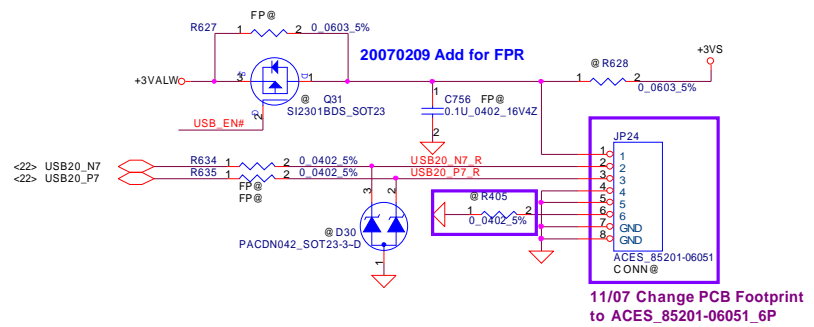 FP@
R627 1 2 0_0603_5%
20070209 Add for FPR
+3VS
@ R628
+3VALW 3 S D 1
1 2
0_0603_5%
@ Q31
SI2301BDS_SOT23
G 2
USB_EN#
1
C756 FP@
0.1U_0402_16V4Z
2
JP24
<22> USB20_N7 R634 1 2 0_0402_5% USB20_N7_R
<22> USB20_P7 R635 1 2 0_0402_5% USB20_P7_R
FP@
FP@
1 1
2 2
3 3
4 4
5 5
6 6
7 GND
8 GND
@ R405
1 2
0_0402_5%
3 2
@ D30
PACDN042_SOT23-3~D
1
ACES_85201-06051
CONN@
11/07 Change PCB Footprint
to ACES_85201-06051_6P